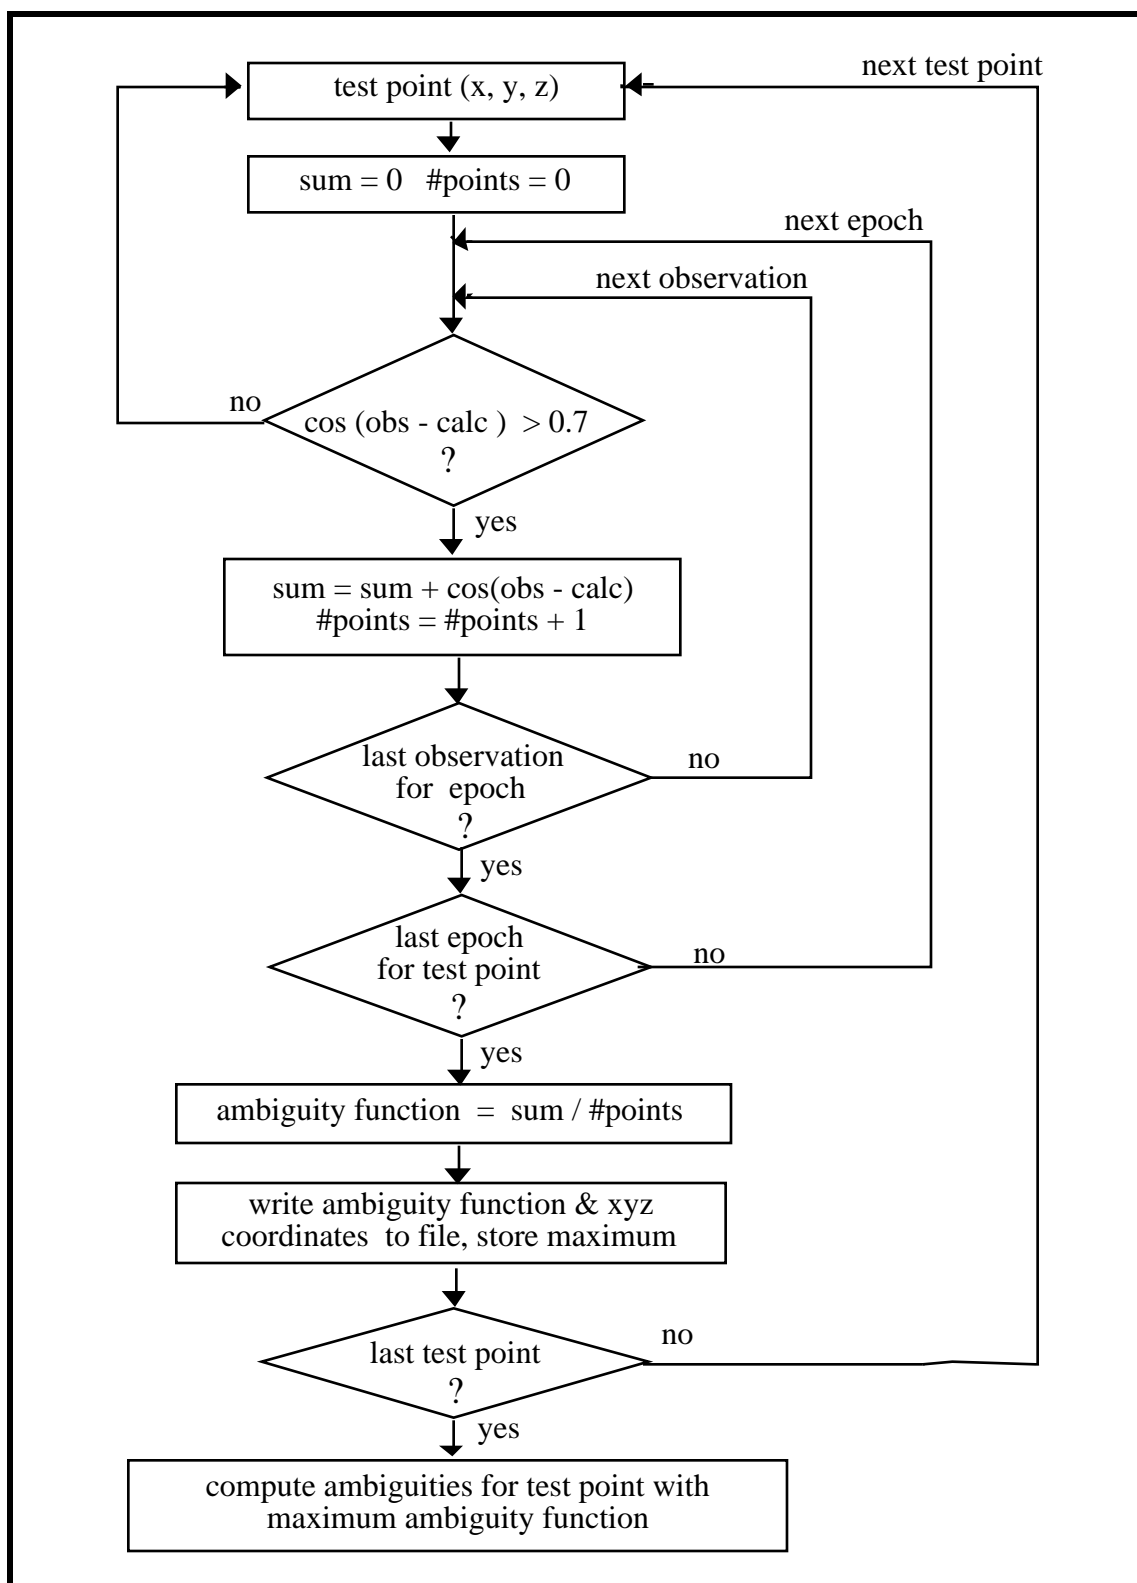 next test point
test point (x, y, z)
sum = 0 #points = 0
next epoch
next observation
no
cos (obs - calc ) > 0.7
?
yes
sum = sum + cos(obs - calc)
#points = #points + 1
last observation
for epoch
?
no
yes
last epoch
for test point
?
no
yes
ambiguity function = sum / #points
write ambiguity function & xyz
coordinates to file, store maximum
no
last test point
?
yes
compute ambiguities for test point with
maximum ambiguity function